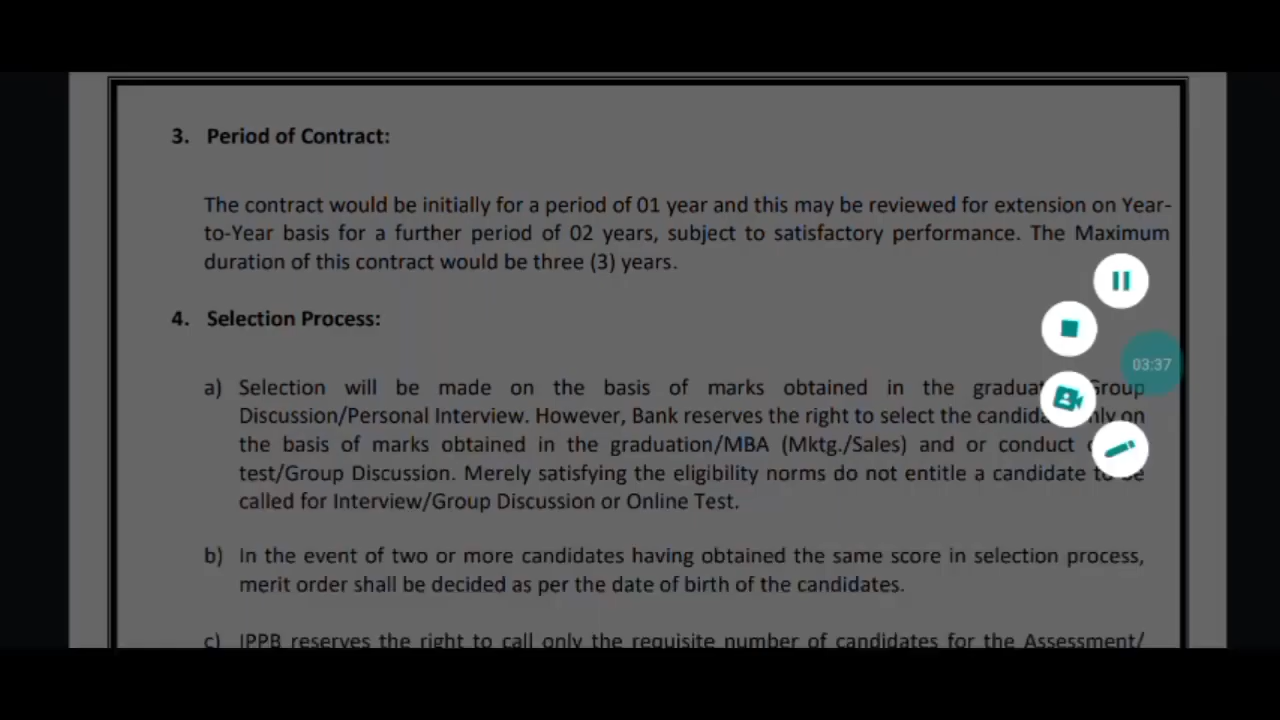 3. Period of Contract:
The contract would be initially for a period of 01 year and this may be reviewed for extension on Year-
to-Year basis for a further period of 02 years, subject to satisfactory performance. The Maximum
duration of this contract would be three (3) years.
4. Selection Process:
03:37
a) Selection will be made on the basis of marks obtained in the Group
Discussion/Personal Interview. However, Bank reserves the right to select the on
the basis of marks obtained in the graduation/MBA (Mktg./Sales) and or conduct
test/Group Discussion. Merely satisfying the eligibility norms do not entitle a candidate to be
called for Interview/Group Discussion or Online Test.
b) In the event of two or more candidates having obtained the same score in selection process,
merit order shall be decided as per the date of birth of the candidates.
c) IPPB reserves the right to call only the requisite number of candidates for the Assessment/